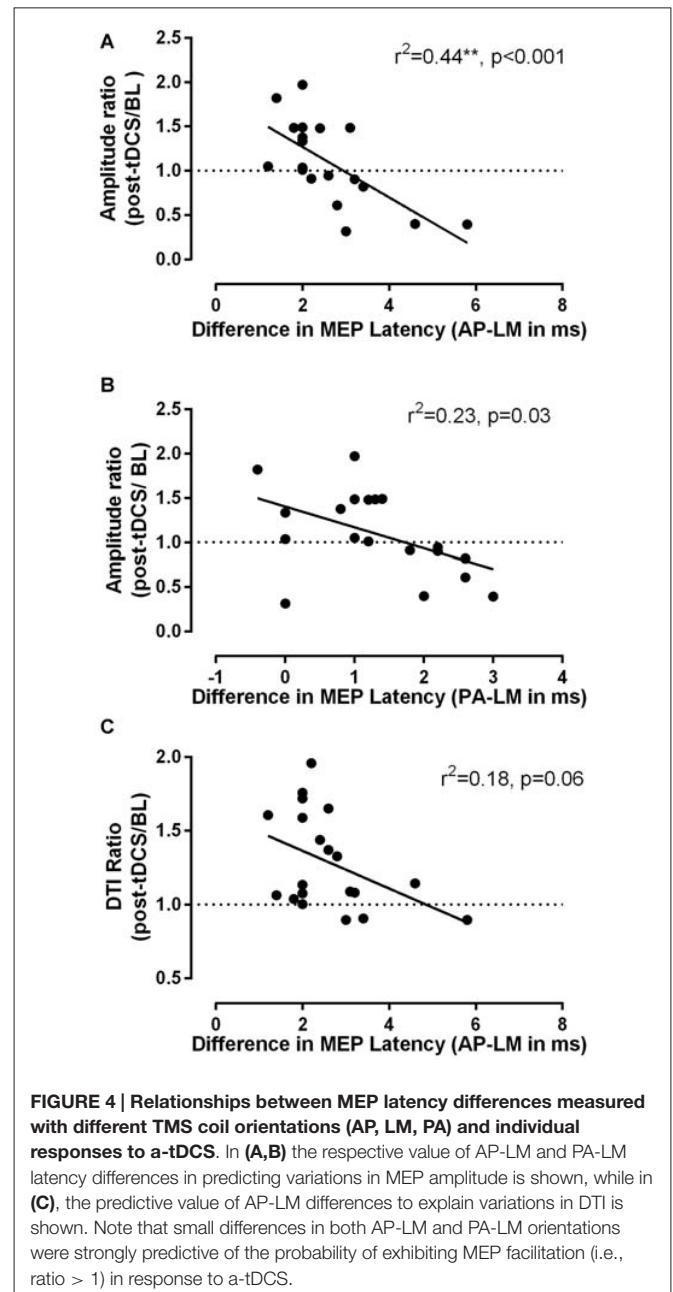 A
r²=0.44**, p<0.001
Amplitude ratio
(post-tDCS/BL )
2.5
2.0
1.5
1.0
0.5
0.0
0 2 4 6 8
Difference in MEP Latency (AP-LM in ms)
B
r²=0.23, p=0.03
Amplitude ratio
(post-tDCS/ BL)
2.5
2.0
1.5
1.0
0.5
0.0
-1 0 1 2 3 4
Difference in MEP Latency (PA-LM in ms)
C
r²=0.18, p=0.06
DTI Ratio
(post-tDCS/BL)
2.0
1.5
1.0
0.5
0 2 4 6 8
Difference in MEP Latency (AP-LM in ms)
FIGURE 4 | Relationships between MEP latency differences measured
with different TMS coil orientations (AP, LM, PA) and individual
responses to a-tDCS. In (A,B) the respective value of AP-LM and PA-LM
latency differences in predicting variations in MEP amplitude is shown, while in
(C), the predictive value of AP-LM differences to explain variations in DTI is
shown. Note that small differences in both AP-LM and PA-LM orientations
were strongly predictive of the probability of exhibiting MEP facilitation (i.e.,
ratio > 1) in response to a-tDCS.